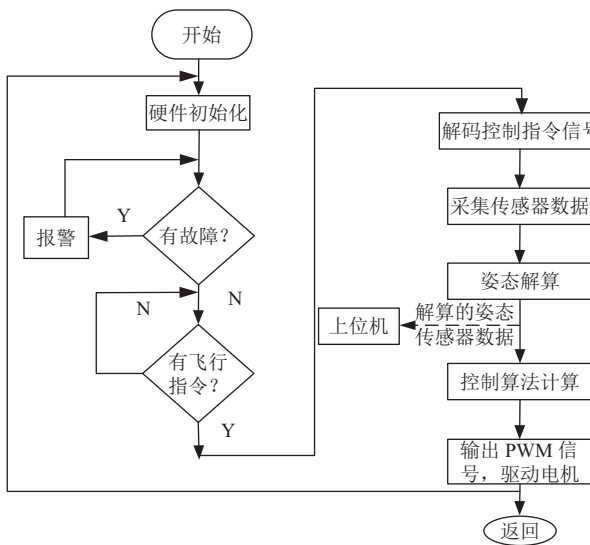 开始
硬件初始化
Y
报警
有故障？
N
N
有飞行
指令？
Y
解码控制指令信号
采集传感器数据
姿态解算
解算的姿态
上位机
传感器数据
控制算法计算
输出 PWM 信
号，驱动电机
返回